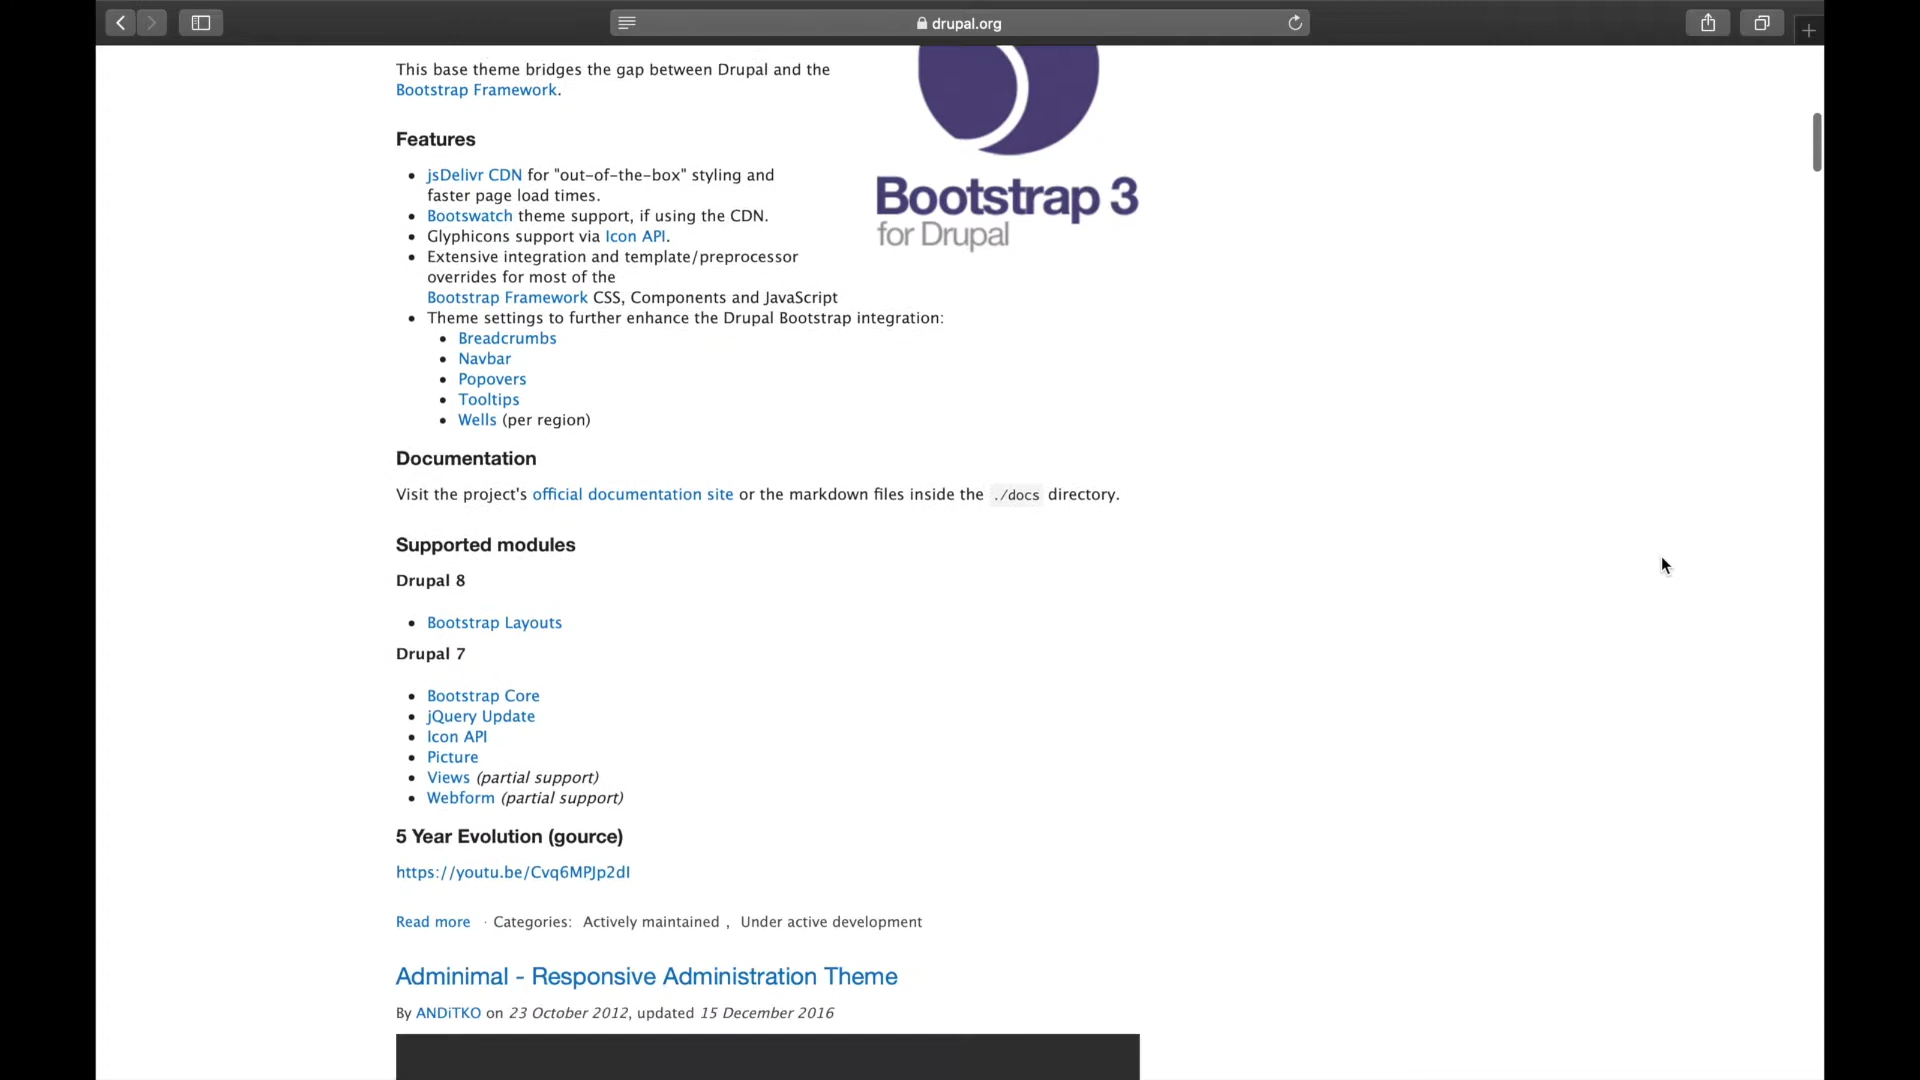 drupal.org
This base theme bridges the gap between Drupal and the
Bootstrap Framework.
Bootstrap 3
for Drupal
Features
jsDelivr CDN for "out-of-the-box" styling and
faster page load times.
Bootswatch theme support, if using the CDN.
Glyphicons support via Icon API.
Extensive integration and template/preprocessor
overrides for most of the
Bootstrap Framework CSS, Components and JavaScript
Theme settings to further enhance the Drupal Bootstrap integration:
Breadcrumbs
Navbar
Popovers
Tooltips
Wells (per region)
Documentation
Visit the project's official documentation site or the markdown files inside the ./docs directory.
Supported modules
Drupal 8
Bootstrap Layouts
Drupal 7
Bootstrap Core
jQuery Update
Icon API
Picture
Views (partial support)
Webform (partial support)
5 Year Evolution (gource)
https://youtu.be/Cvq6MPJp2dI
Read more · Categories: Actively maintained , Under active development
Adminimal - Responsive Administration Theme
By ANDiTKO on 23 October 2012, updated 15 December 2016